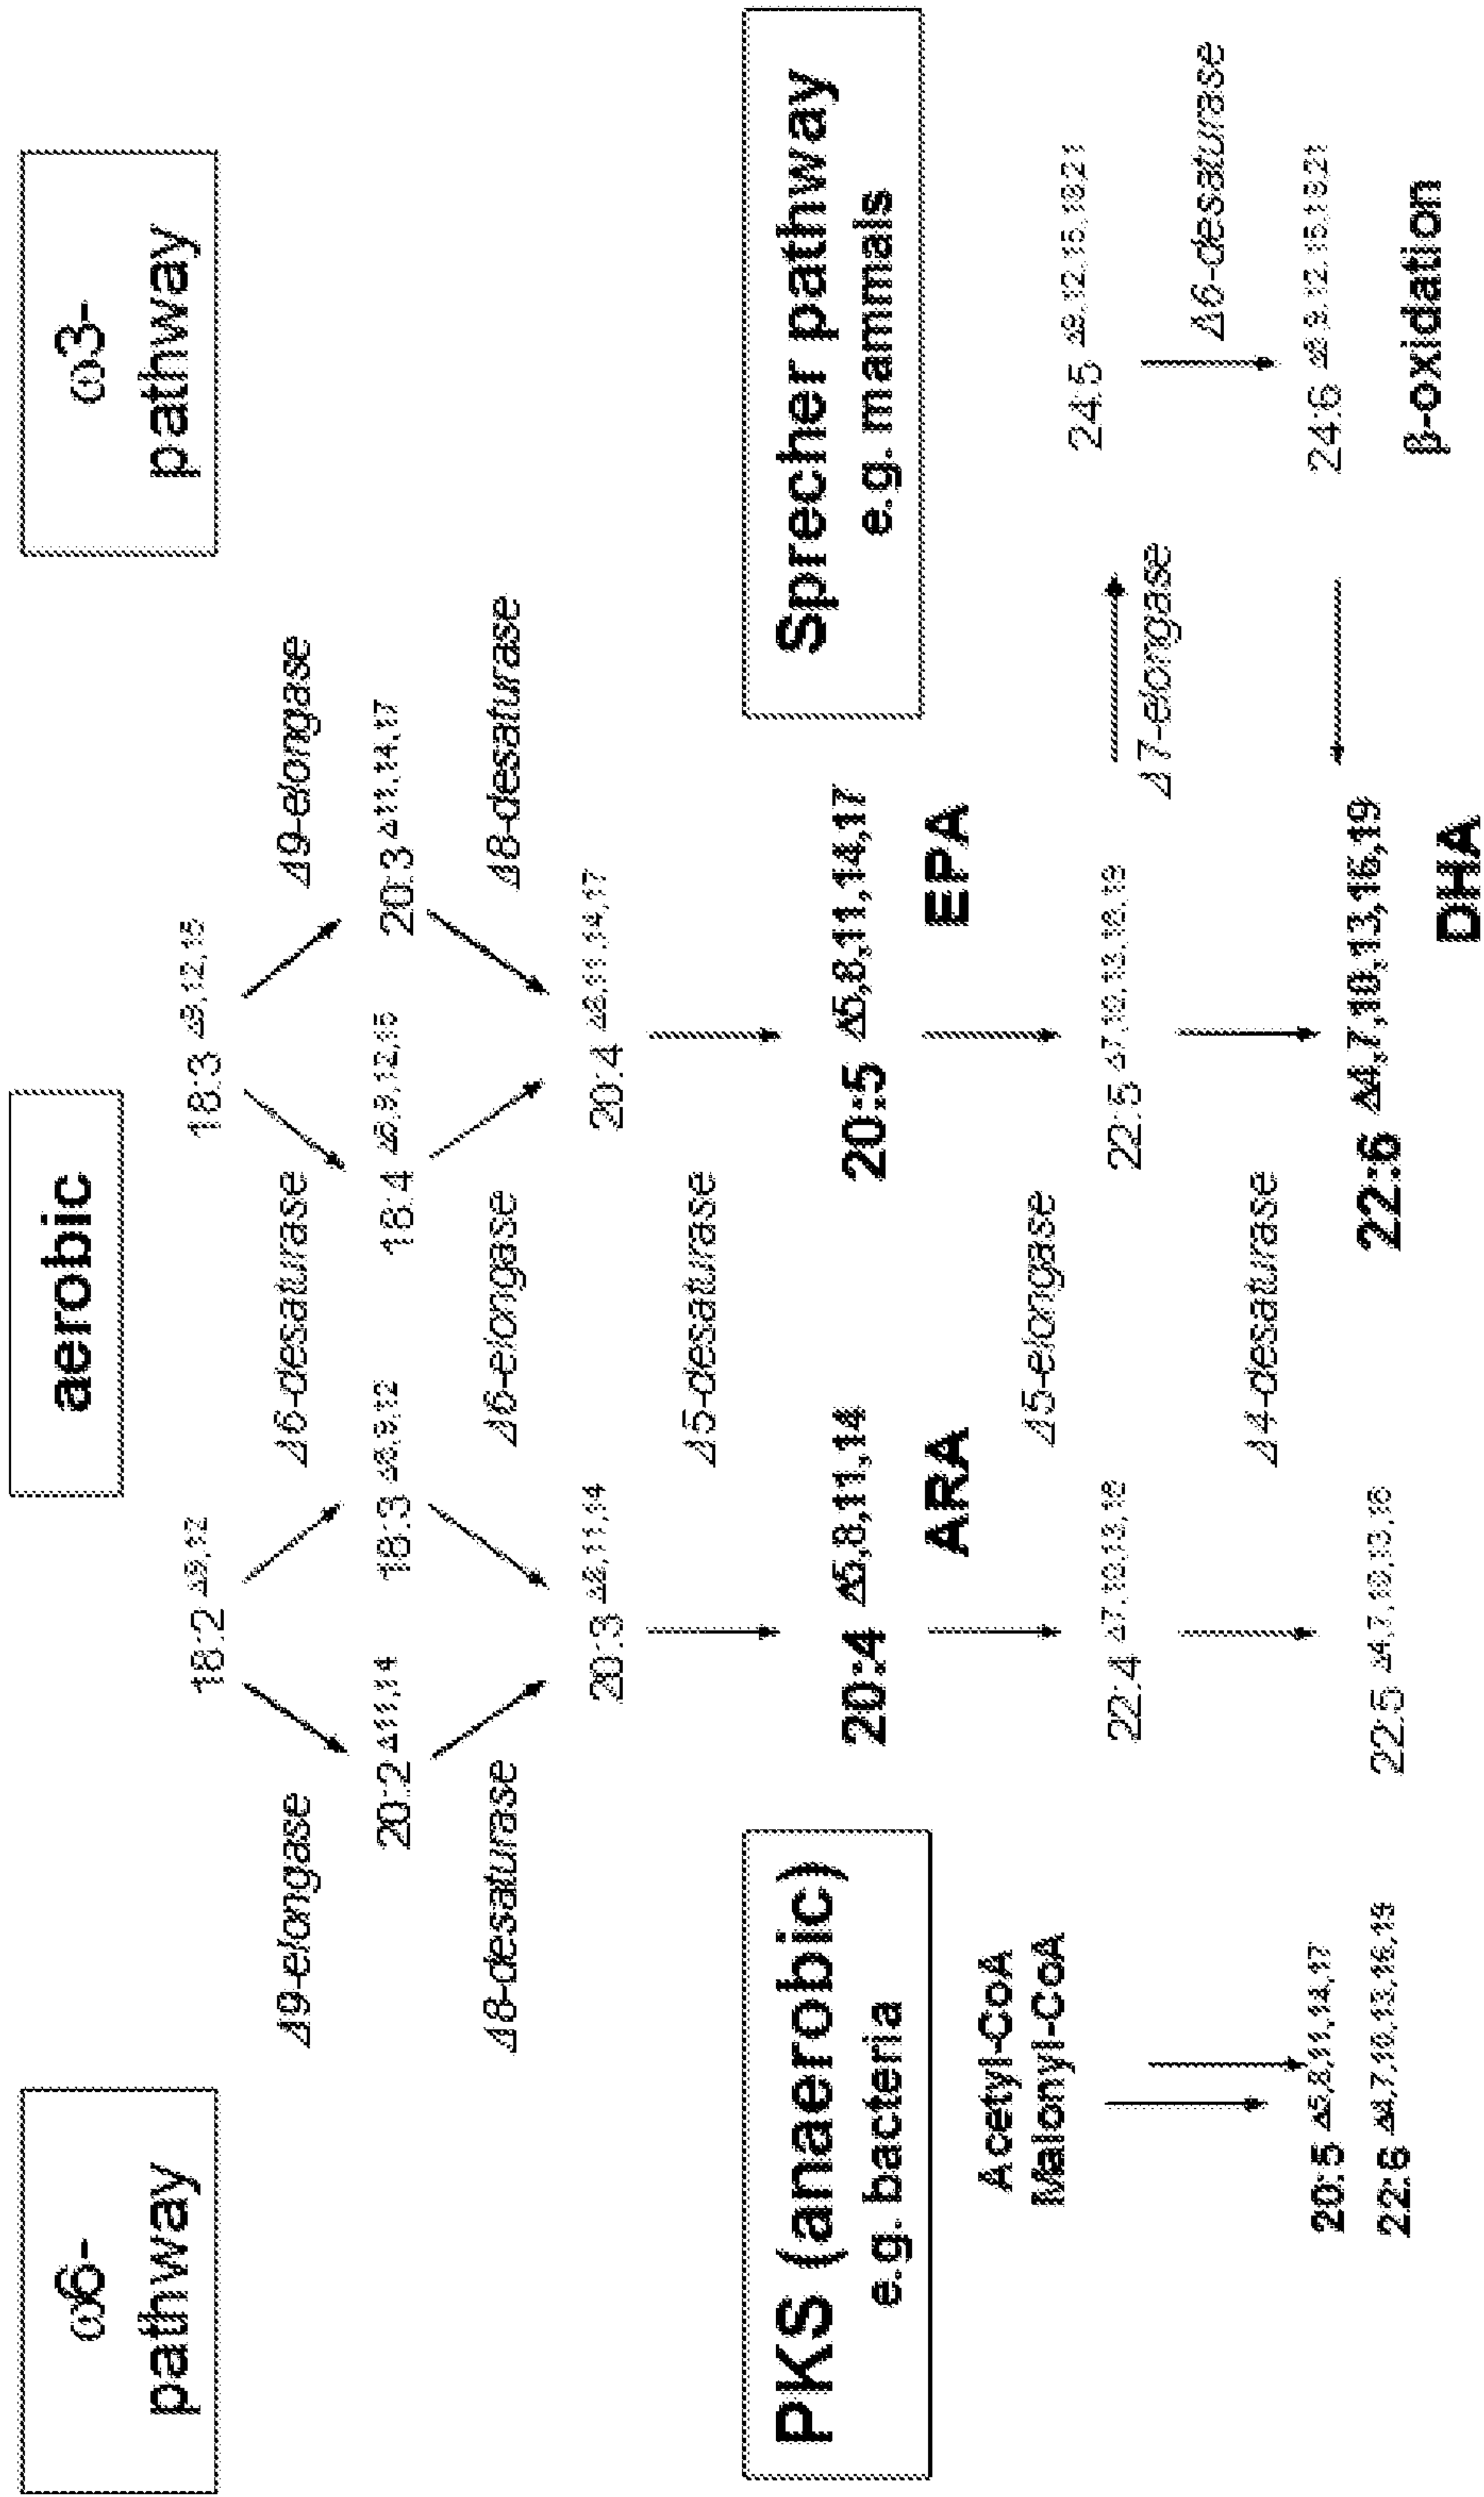 ω6-
pathway
aerobic
ω3-
pathway
18:2 Δ9,12
18:3 Δ9,12,15
Δ9-elongase
Δ6-desaturase
Δ9-elongase
20:2 Δ11,14
18:3 Δ6,9,12
18:4 Δ6,9,12,15
20:3 Δ11,14,17
Δ8-desaturase
Δ6-elongase
Δ8-desaturase
20:3 Δ8,11,14
20:4 Δ8,11,14,17
Δ5-desaturase
PKS (anaerobic)
e.g. bacteria
20:4 Δ5,8,11,14
ARA
20:5 Δ5,8,11,14,17
EPA
Sprecher pathway
e.g. mammals
Acetyl-CoA
Malonyl-CoA
Δ5-elongase
22:4 Δ7,10,13,16
22:5 Δ7,10,13,16,19
Δ7-elongase
24:5 Δ9,12,15,18,21
Δ4-desaturase
Δ6-desaturase
20:5 Δ5,8,11,14,17
22:6 Δ4,7,10,13,16,19
22:5 Δ4,7,10,13,16
22:6 Δ4,7,10,13,16,19
DHA
24:6 Δ6,9,12,15,18,21
β-oxidation